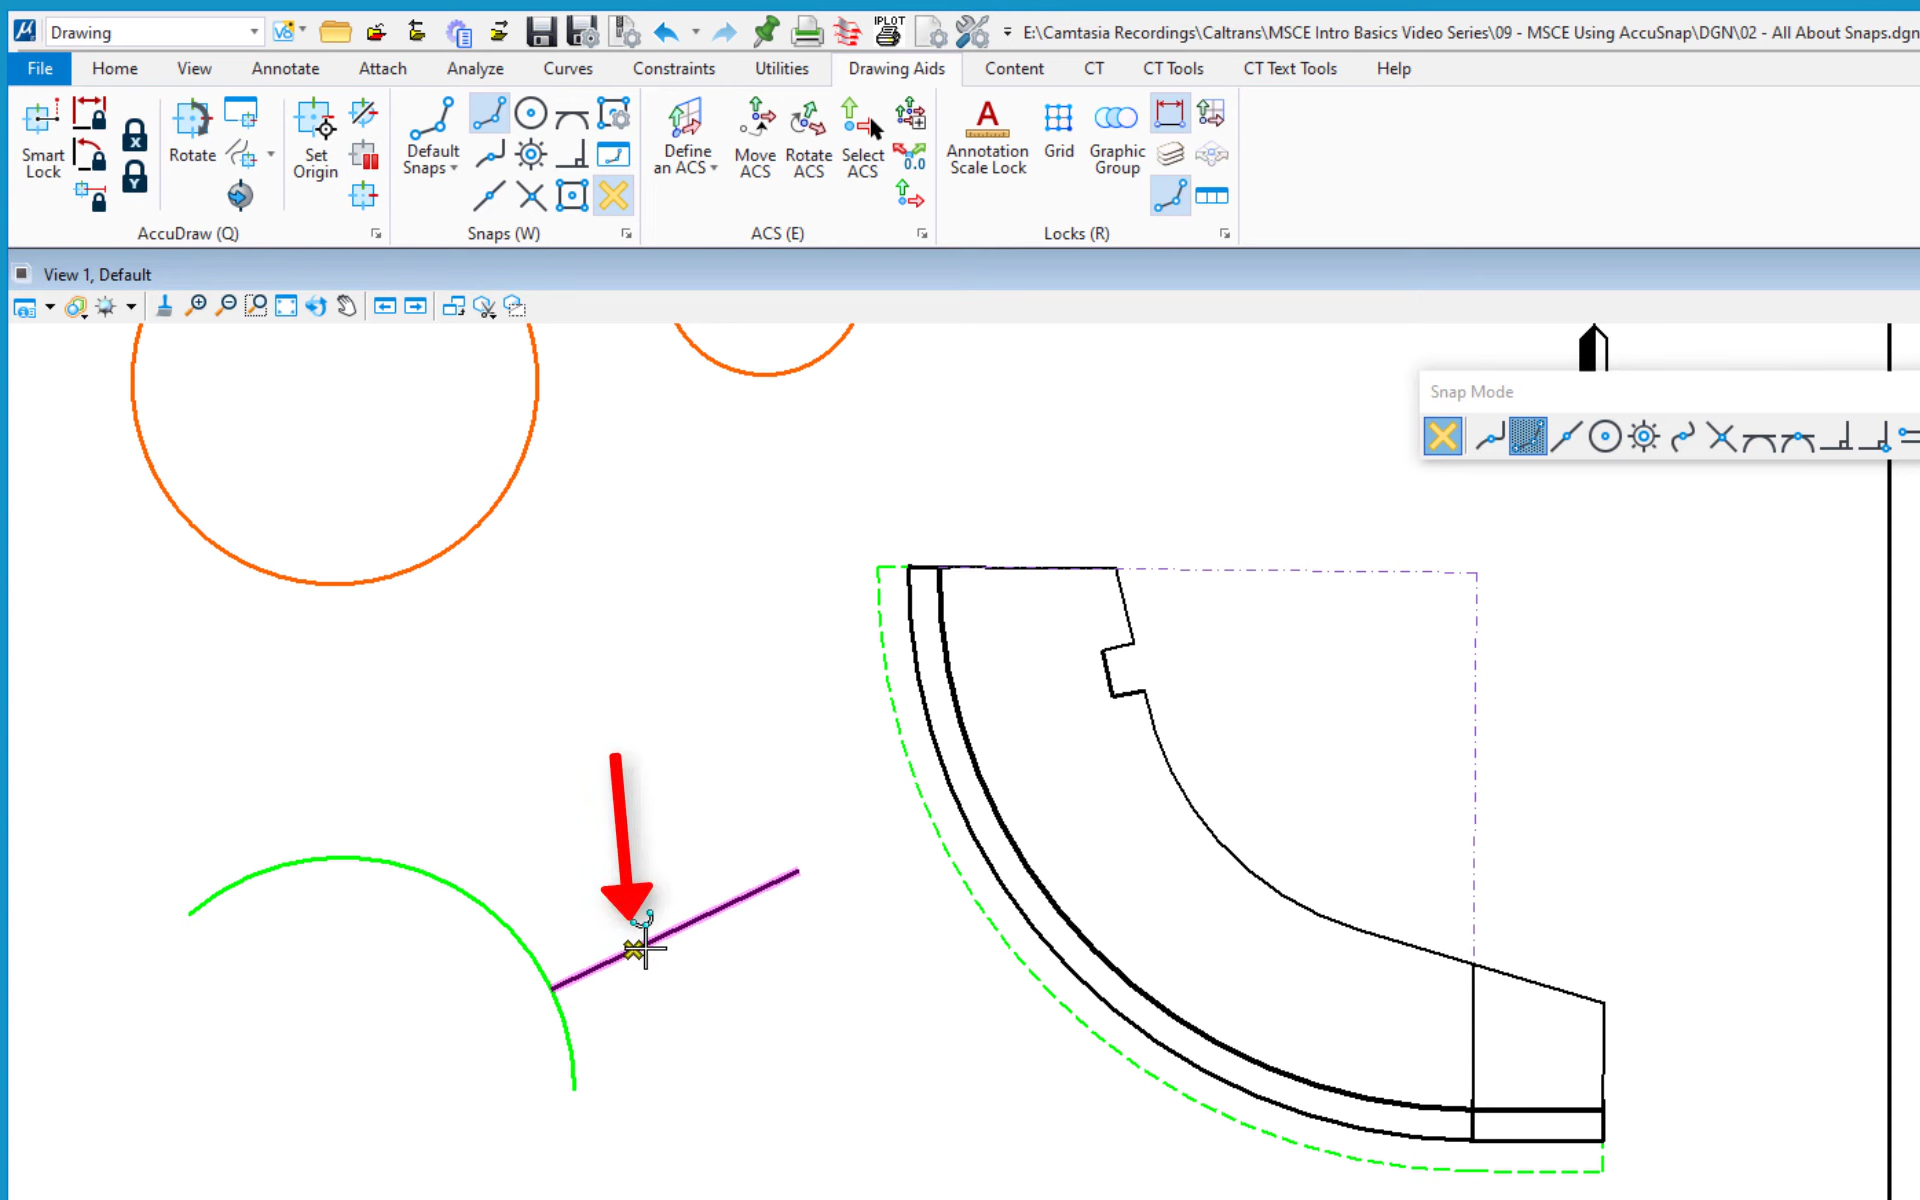 Drawing
V8
IPLOT
E:\Camtasia Recordings\Caltrans\MSCE Intro Basics Video Series\09 - MSCE Using AccuSnap\DGN\02 - All About Snaps.dgn
File Home View Annotate Attach Analyze Curves Constraints Utilities Drawing Aids Content CT CT Tools CT Text Tools Help
Smart Lock
X
Y
Rotate
Set Origin
Default Snaps
Define an ACS
Move ACS
Rotate ACS
Select ACS
0.0
A
Annotation Scale Lock
Grid
Graphic Group
AccuDraw (Q)
Snaps (W)
ACS (E)
Locks (R)
View 1, Default
Snap Mode